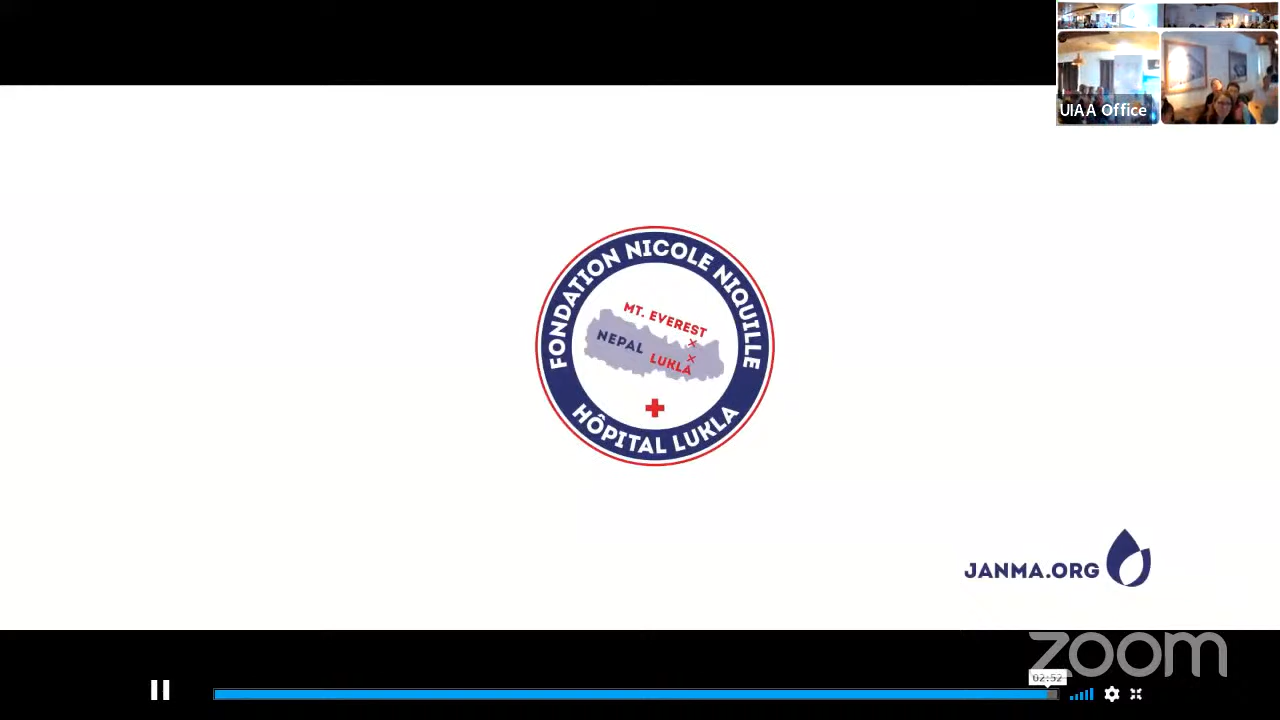 UIAA Office
FONDATION NICOLE NIQUILLE
MT. EVEREST
NEPAL
LUKLA
HÔPITAL LUKLA
JANMA.ORG
zoom
02:52